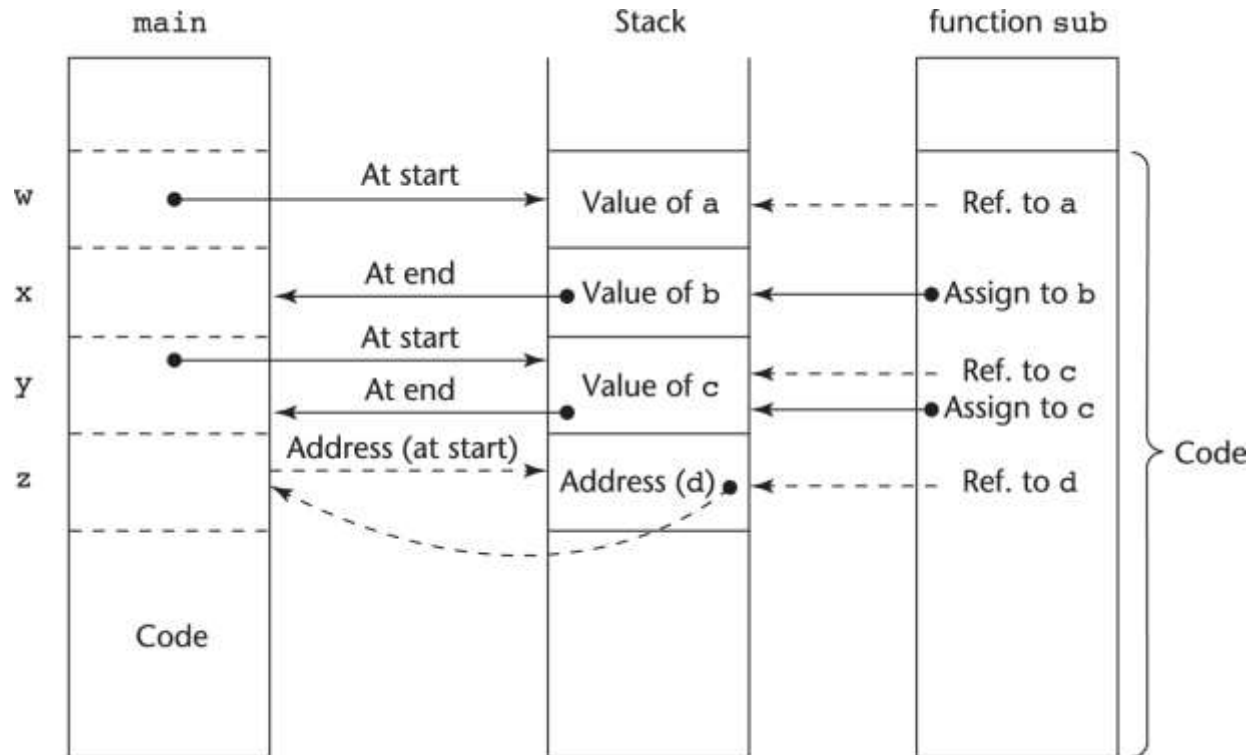 main
Stack
function sub
w
At start
Value of a
Ref. to a
x
At end
Value of b
Assign to b
y
At start
At end
Value of c
Ref. to c
Assign to c
z
Address (at start)
Address (d)
Ref. to d
Code
Code